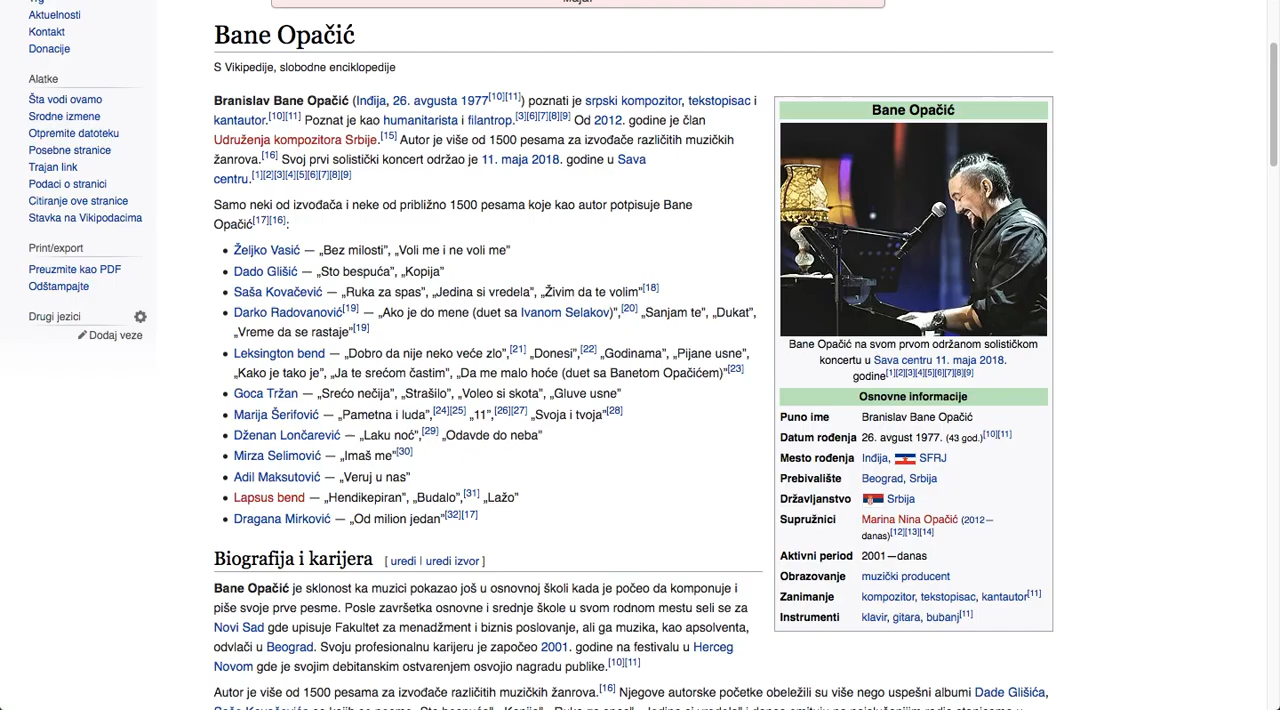 Aktuelnosti
Kontakt
Donacije
Alatke
Šta vodi ovamo
Srodne izmene
Otpremite datoteku
Posebne stranice
Trajan link
Podaci o stranici
Citiranje ove stranice
Stavka na Vikipodacima
Print/export
Preuzmite kao PDF
Odštampajte
Drugi jezici
Dodaj veze
Bane Opačić
S Vikipedije, slobodne enciklopedije
Branislav Bane Opačić (Inđija, 26. avgusta 1977[10][11]) poznati je srpski kompozitor, tekstopisac i
kantautor.[10][11] Poznat je kao humanitarista i filantrop.[3][6][7][8][9] Od 2012. godine je član
Udruženja kompozitora Srbije.[15] Autor je više od 1500 pesama za izvođače različitih muzičkih
žanrova.[16] Svoj prvi solistički koncert održao je 11. maja 2018. godine u Sava
centru.[1][2][3][4][5][6][7][8][9]
Samo neki od izvođača i neke od približno 1500 pesama koje kao autor potpisuje Bane
Opačić[17][16]:
• Željko Vasić — „Bez milosti", „Voli me i ne voli me"
• Dado Glišić — „Sto bespuća", „Kopija"
• Saša Kovačević — „Ruka za spas", „Jedina si vredela", „Živim da te volim"[18]
• Darko Radovanović[19] — „Ako je do mene (duet sa Ivanom Selakov)",[20] „Sanjam te", „Dukat",
„Vreme da se rastaje"[19]
• Leksington bend — „Dobro da nije neko veće zlo",[21] „Donesi",[22] „Godinama", „Pijane usne",
„Kako je tako je", „Ja te srećom častim", „Da me malo hoće (duet sa Banetom Opačićem)"[23]
• Goca Tržan — „Srećo nečija", „Strašilo", „Voleo si skota", „Gluve usne"
• Marija Šerifović — „Pametna i luda",[24][25] „11",[26][27] „Svoja i tvoja"[28]
• Dženan Lončarević — „Laku noć",[29] „Odavde do neba"
• Mirza Selimović — „Imaš me"[30]
• Adil Maksutović — „Veruj u nas"
• Lapsus bend — „Hendikepiran", „Budalo",[31] „Lažo"
• Dragana Mirković — „Od milion jedan"[32][17]
Biografija i karijera [ uredi | uredi izvor ]
Bane Opačić je sklonost ka muzici pokazao još u osnovnoj školi kada je počeo da komponuje i
piše svoje prve pesme. Posle završetka osnovne i srednje škole u svom rodnom mestu seli se za
Novi Sad gde upisuje Fakultet za menadžment i biznis poslovanje, ali ga muzika, kao apsolventa,
odvlači u Beograd. Svoju profesionalnu karijeru je započeo 2001. godine na festivalu u Herceg
Novom gde je svojim debitanskim ostvarenjem osvojio nagradu publike.[10][11]
Autor je više od 1500 pesama za izvođače različitih muzičkih žanrova.[16] Njegove autorske početke obeležili su više nego uspešni albumi Dade Glišića,
Bane Opačić
Bane Opačić na svom prvom održanom solističkom
koncertu u Sava centru 11. maja 2018.
godine[1][2][3][4][5][6][7][8][9]
Osnovne informacije
Puno ime Branislav Bane Opačić
Datum rođenja 26. avgust 1977. (43 god.)[10][11]
Mesto rođenja Inđija, SFRJ
Prebivalište Beograd, Srbija
Državljanstvo Srbija
Supružnici Marina Nina Opačić (2012—
danas)[12][13][14]
Aktivni period 2001—danas
Obrazovanje muzički producent
Zanimanje kompozitor, tekstopisac, kantautor[11]
Instrumenti klavir, gitara, bubanj[11]